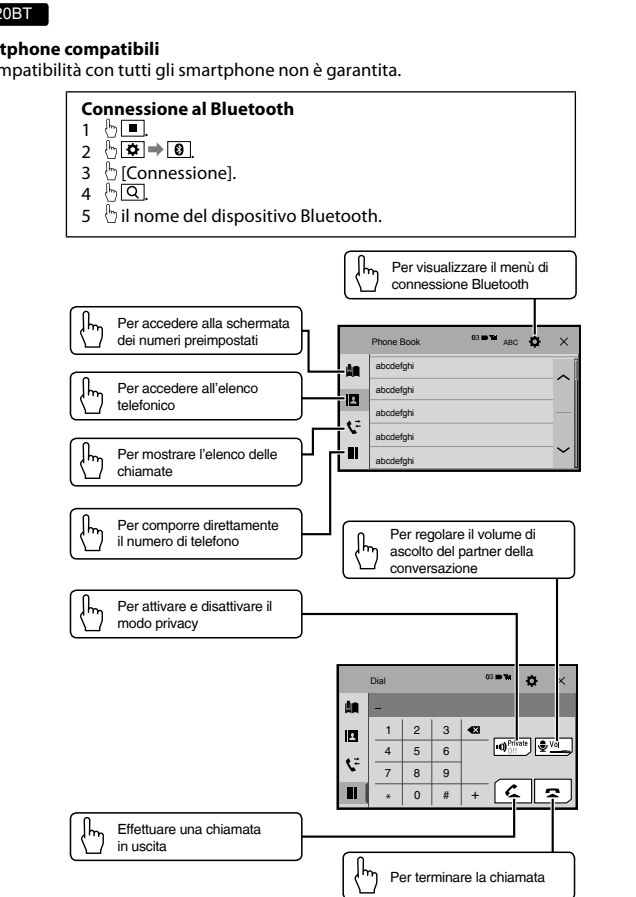 20BT
tphone compatibili
mpatibilità con tutti gli smartphone non è garantita.
Connessione al Bluetooth
1
2
3 [Connessione].
4
5 il nome del dispositivo Bluetooth.
Per visualizzare il menù di
connessione Bluetooth
Per accedere alla schermata
dei numeri preimpostati
Per accedere all'elenco
telefonico
Per mostrare l'elenco delle
chiamate
Per comporre direttamente
il numero di telefono
Phone Book 03 ABC
abcdefghi
abcdefghi
abcdefghi
abcdefghi
abcdefghi
Per regolare il volume di
ascolto del partner della
conversazione
Per attivare e disattivare il
modo privacy
Dial 03
–
1 2 3
4 5 6
7 8 9
* 0 # +
Private
Off
Vol
Effettuare una chiamata
in uscita
Per terminare la chiamata